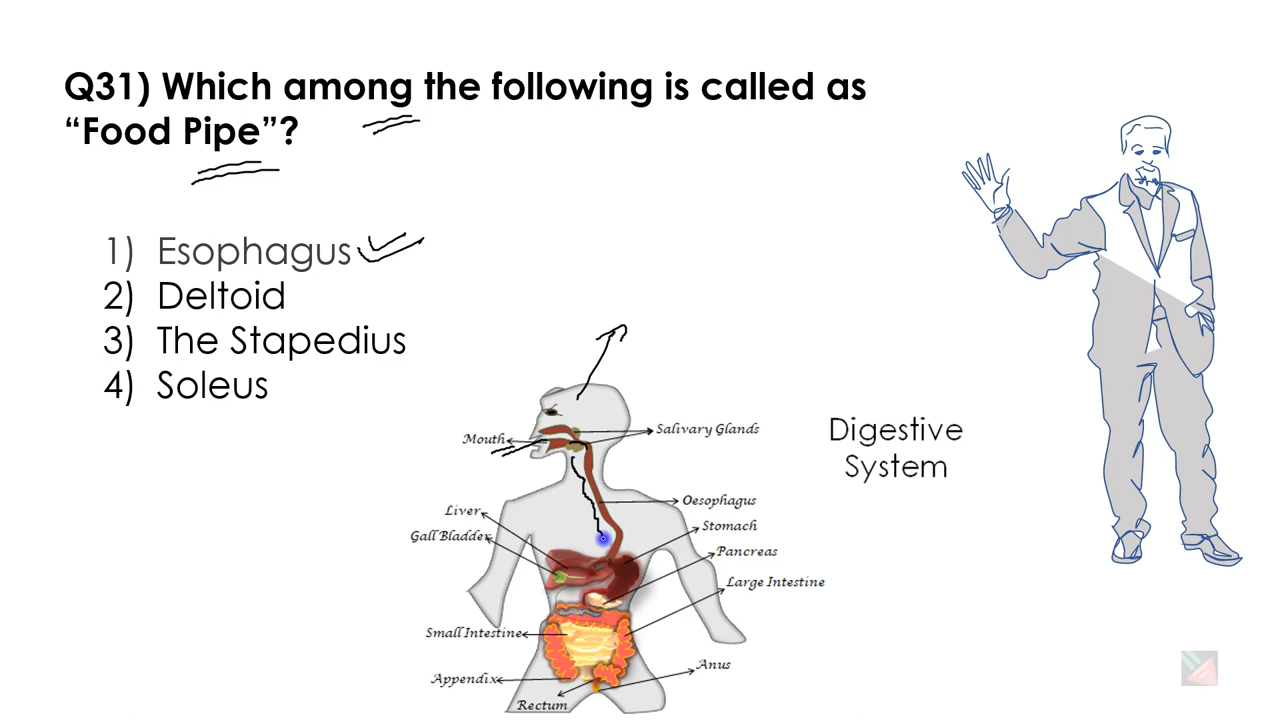 Q31) Which among the following is called as
“Food Pipe”?
1) Esophagus
2) Deltoid
3) The Stapedius
4) Soleus
Salivary Glands
Mouth
Digestive
System
Oesophagus
Liver
Stomach
Gall Bladder
Pancreas
Large Intestine
Small Intestine
Anus
Appendix
Rectum